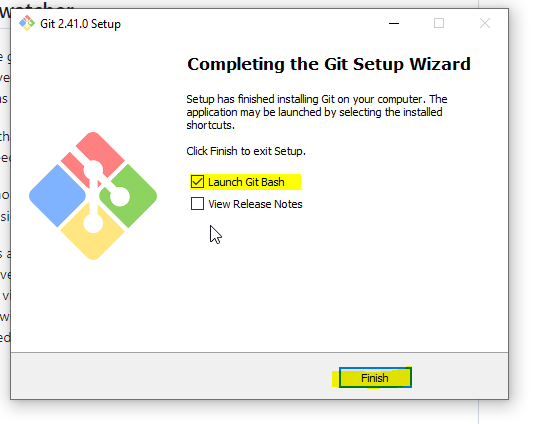 watcher
Git 2.41.0 Setup
Completing the Git Setup Wizard
Setup has finished installing Git on your computer. The
application may be launched by selecting the installed
shortcuts.
Click Finish to exit Setup.
Launch Git Bash
View Release Notes
Finish